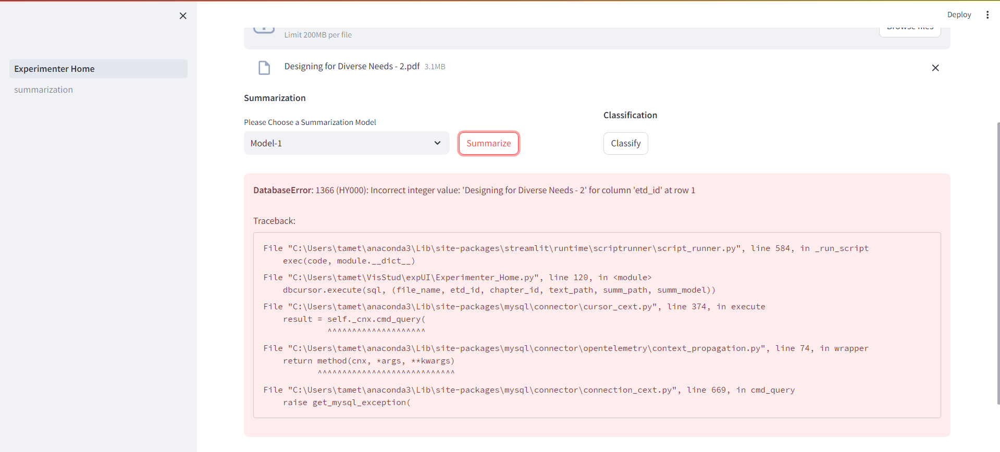 Deploy
Limit 200MB per file
Designing for Diverse Needs - 2.pdf 3.1MB
Experimenter Home
summarization
Summarization
Please Choose a Summarization Model
Model-1
Summarize
Classification
Classify
DatabaseError: 1366 (HY000): Incorrect integer value: 'Designing for Diverse Needs - 2' for column 'etd_id' at row 1
Traceback:
File "C:\Users\tamet\anaconda3\Lib\site-packages\streamlit\runtime\scriptrunner\script_runner.py", line 584, in _run_script
    exec(code, module.__dict__)
File "C:\Users\tamet\VisStud\expUI\Experimenter_Home.py", line 120, in <module>
    dbcursor.execute(sql, (file_name, etd_id, chapter_id, text_path, summ_path, summ_model))
File "C:\Users\tamet\anaconda3\Lib\site-packages\mysql\connector\cursor_cext.py", line 374, in execute
    result = self._cnx.cmd_query(
             ^^^^^^^^^^^^^^^^^^^^
File "C:\Users\tamet\anaconda3\Lib\site-packages\mysql\connector\opentelemetry\context_propagation.py", line 74, in wrapper
    return method(cnx, *args, **kwargs)
           ^^^^^^^^^^^^^^^^^^^^^^^^^^^^
File "C:\Users\tamet\anaconda3\Lib\site-packages\mysql\connector\connection_cext.py", line 669, in cmd_query
    raise get_mysql_exception(